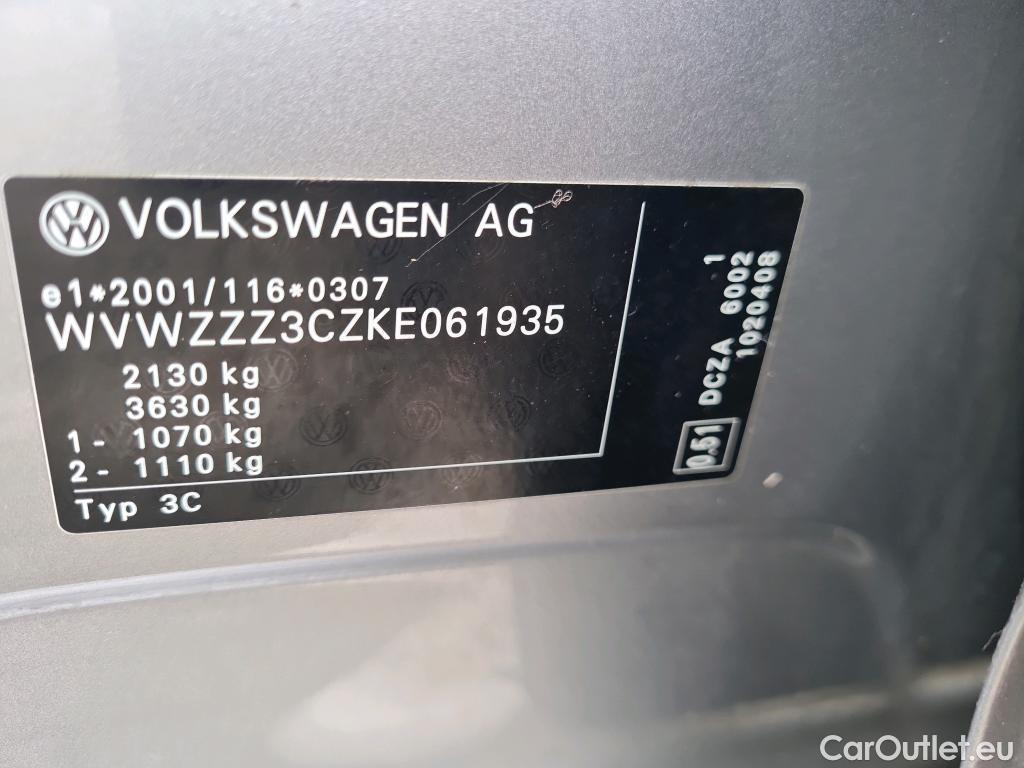 VOLKSWAGEN AG
e1*2001/116*0307
WVWZZZ3CZKE061935
2130 kg
3630 kg
1- 1070 kg
2- 1110 kg
Typ 3C
1
0.51 DCZA 6002
1020408
CarOutlet.eu